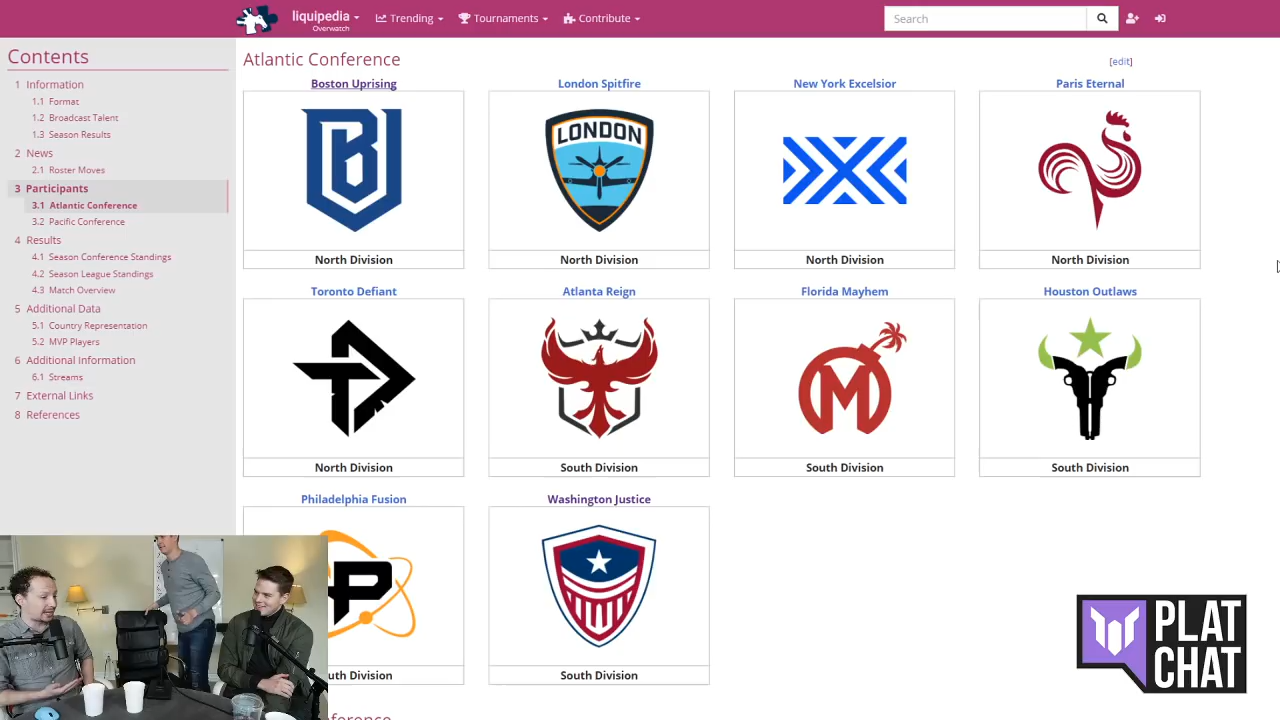 liquipedia
Overwatch
Trending
Tournaments
Contribute
Search
Contents
1 Information
1.1 Format
1.2 Broadcast Talent
1.3 Season Results
2 News
2.1 Roster Moves
3 Participants
3.1 Atlantic Conference
3.2 Pacific Conference
4 Results
4.1 Season Conference Standings
4.2 Season League Standings
4.3 Match Overview
5 Additional Data
5.1 Country Representation
5.2 MVP Players
6 Additional Information
6.1 Streams
7 External Links
8 References
Atlantic Conference
[edit]
Boston Uprising
London Spitfire
New York Excelsior
Paris Eternal
B
LONDON
North Division
North Division
North Division
North Division
Toronto Defiant
Atlanta Reign
Florida Mayhem
Houston Outlaws
M
North Division
South Division
South Division
South Division
Philadelphia Fusion
Washington Justice
P
uth Division
South Division
ference
PLAT
CHAT